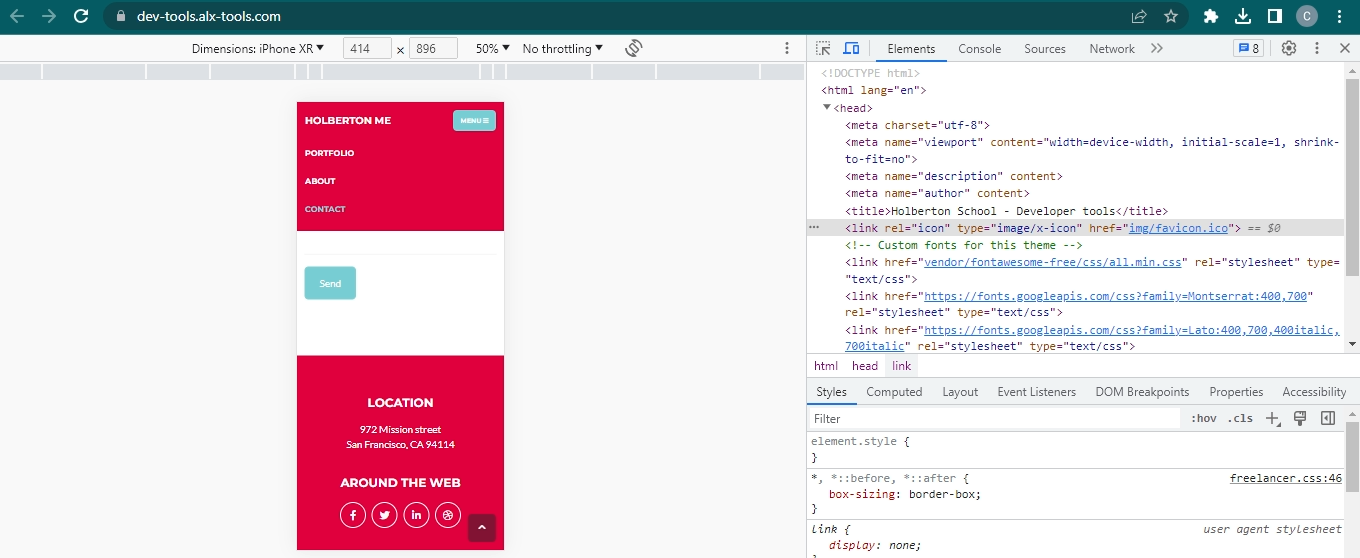 dev-tools.alx-tools.com
C
Dimensions: iPhone XR 414 × 896 50% No throttling
HOLBERTON ME
MENU
PORTFOLIO
ABOUT
CONTACT
Send
LOCATION
972 Mission street
San Francisco, CA 94114
AROUND THE WEB
Elements Console Sources Network 8
<!DOCTYPE html>
<html lang="en">
<head>
<meta charset="utf-8">
<meta name="viewport" content="width=device-width, initial-scale=1, shrink-
to-fit=no">
<meta name="description" content>
<meta name="author" content>
<title>Holberton School - Developer tools</title>
<link rel="icon" type="image/x-icon" href="img/favicon.ico"> == $0
<!-- Custom fonts for this theme -->
<link href="vendor/fontawesome-free/css/all.min.css" rel="stylesheet" type=
"text/css">
<link href="https://fonts.googleapis.com/css?family=Montserrat:400,700"
rel="stylesheet" type="text/css">
<link href="https://fonts.googleapis.com/css?family=Lato:400,700,400italic,
700italic" rel="stylesheet" type="text/css">
html head link
Styles Computed Layout Event Listeners DOM Breakpoints Properties Accessibility
Filter :hov .cls
element.style {
}
*, *::before, *::after { freelancer.css:46
box-sizing: border-box;
}
link { user agent stylesheet
display: none;